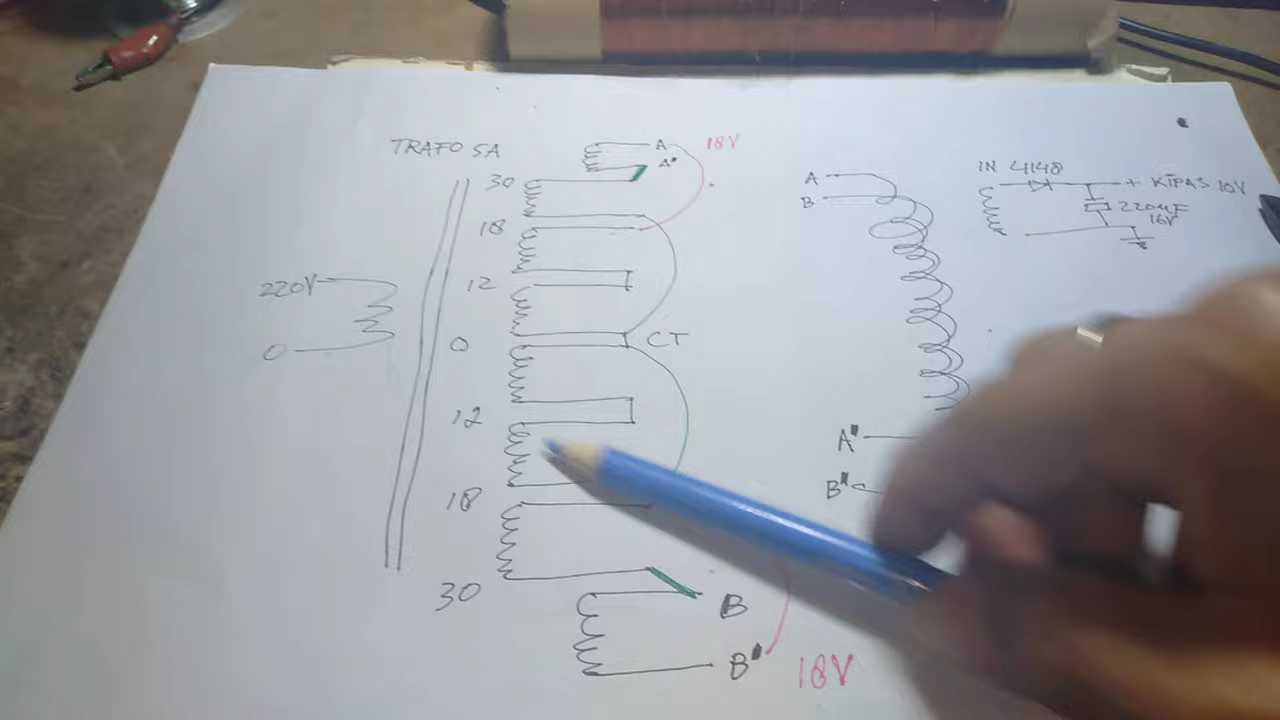 TRAFO 5A
A
A"
18V
30
18
12
0
12
18
30
CT
220V
0
B
B"
18V
A
B
A"
B"
IN 4148
+ KIPAS 10V
220µF
16V